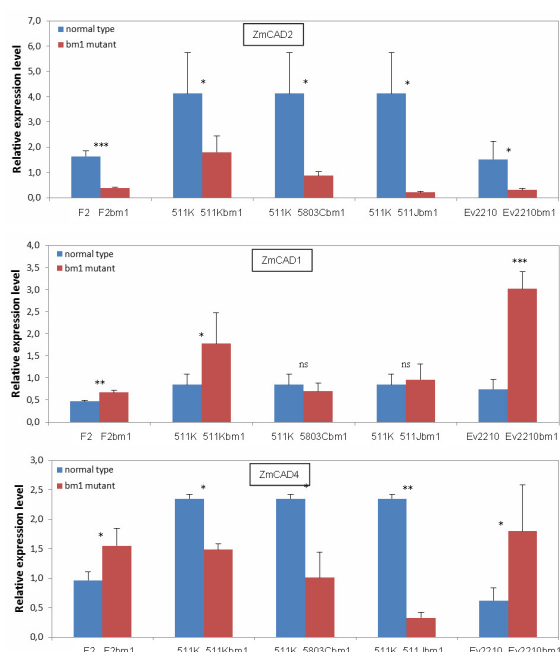 7,0
ZmCAD2
normal type
bm1 mutant
6,0
5,0
4,0
3,0
2,0
1,0
0,0
Relative expression level
*** * * * *
F2 F2bm1 511K 511Kbm1 511K 5803Cbm1 511K 511Jbm1 Ev2210 Ev2210bm1
4,0
ZmCAD1
normal type
bm1 mutant
3,5
3,0
2,5
2,0
1,5
1,0
0,5
0,0
Relative expression level
** * ns ns ***
F2 F2bm1 511K 511Kbm1 511K 5803Cbm1 511K 511Jbm1 Ev2210 Ev2210bm1
3,0
ZmCAD4
normal type
bm1 mutant
2,5
2,0
1,5
1,0
0,5
0,0
Relative expression level
* * * ** *
F2 F2bm1 511K 511Kbm1 511K 5803Cbm1 511K 511Jbm1 Ev2210 Ev2210bm1